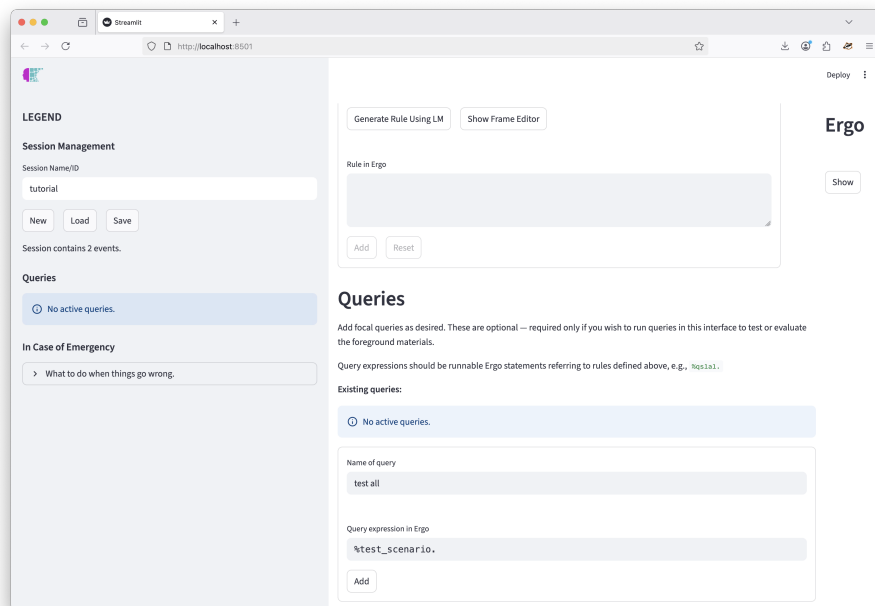 Streamlit
http://localhost:8501
Deploy
LEGEND
Session Management
Session Name/ID
tutorial
New
Load
Save
Session contains 2 events.
Queries
No active queries.
In Case of Emergency
What to do when things go wrong.
Generate Rule Using LM
Show Frame Editor
Rule in Ergo
Add
Reset
Queries
Add focal queries as desired. These are optional — required only if you wish to run queries in this interface to test or evaluate
the foreground materials.
Query expressions should be runnable Ergo statements referring to rules defined above, e.g., %qs1a1.
Existing queries:
No active queries.
Name of query
test all
Query expression in Ergo
%test_scenario.
Add
Ergo
Show